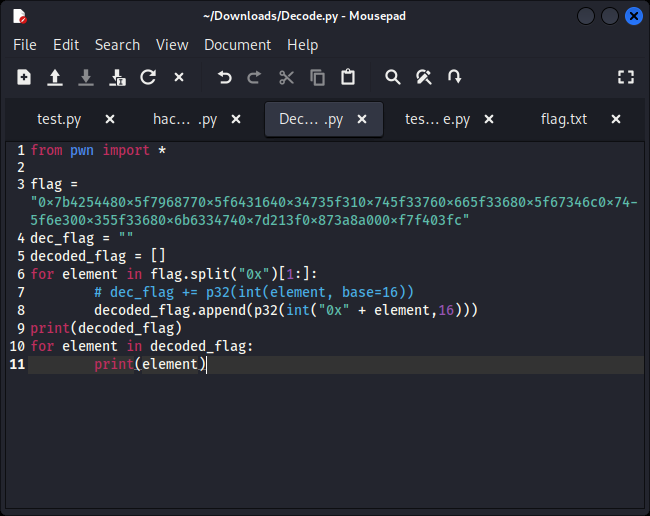 ~/Downloads/Decode.py - Mousepad
File Edit Search View Document Help
test.py hac... .py Dec... .py tes... e.py flag.txt
1 from pwn import *
2
3 flag =
"0×7b4254480×5f7968770×5f6431640×34735f310×745f33760×665f33680×5f67346c0×74-
5f6e300×355f33680×6b6334740×7d213f0×873a8a000×f7f403fc"
4 dec_flag = ""
5 decoded_flag = []
6 for element in flag.split("0x")[1:]:
7 # dec_flag += p32(int(element, base=16))
8 decoded_flag.append(p32(int("0x" + element,16)))
9 print(decoded_flag)
10 for element in decoded_flag:
11 print(element)